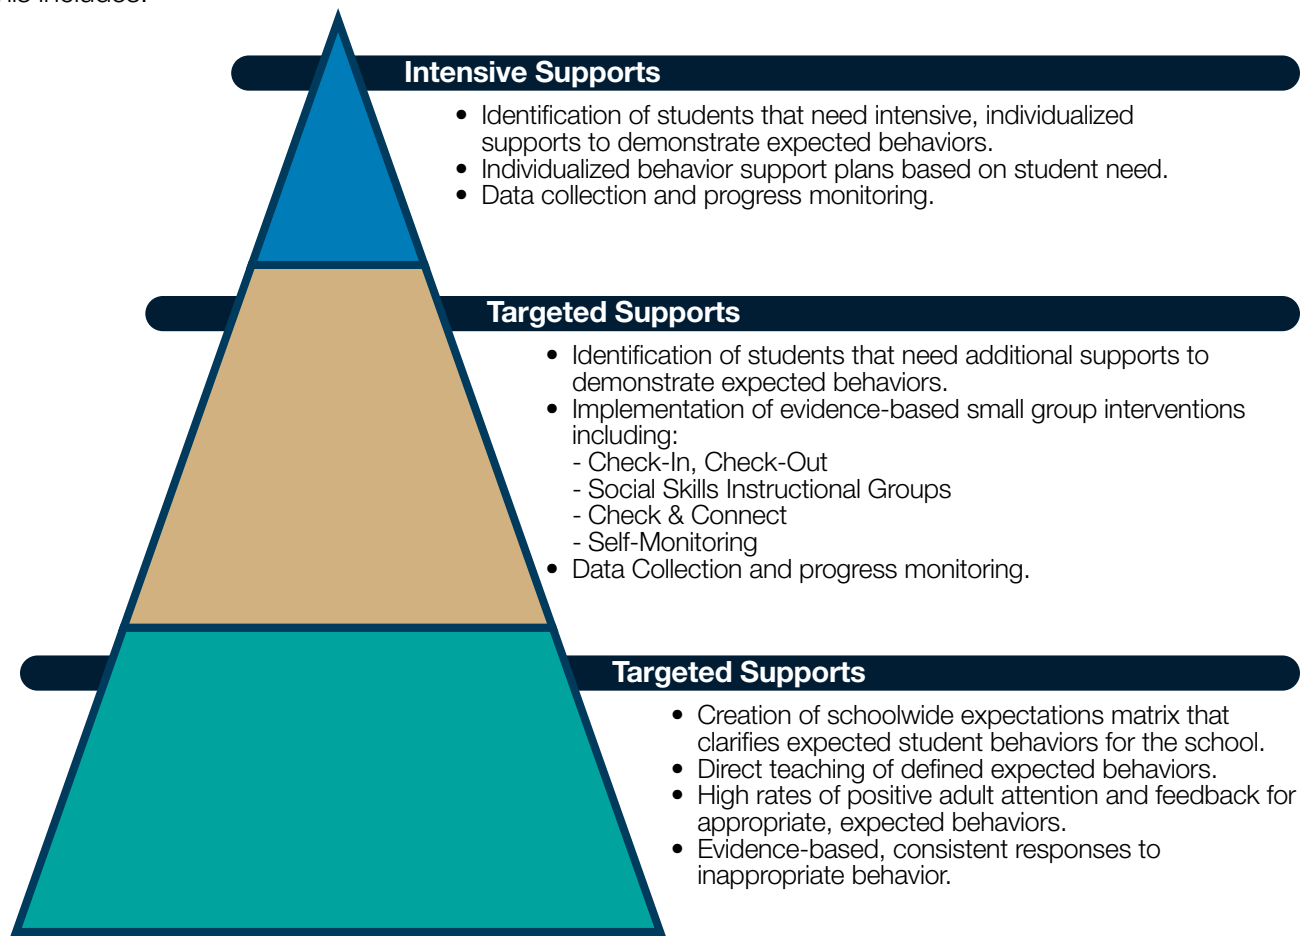 Intensive Supports
• Identification of students that need intensive, individualized
supports to demonstrate expected behaviors.
• Individualized behavior support plans based on student need.
• Data collection and progress monitoring.
Targeted Supports
• Identification of students that need additional supports to
demonstrate expected behaviors.
• Implementation of evidence-based small group interventions
including:
- Check-In, Check-Out
- Social Skills Instructional Groups
- Check & Connect
- Self-Monitoring
• Data Collection and progress monitoring.
Targeted Supports
• Creation of schoolwide expectations matrix that
clarifies expected student behaviors for the school.
• Direct teaching of defined expected behaviors.
• High rates of positive adult attention and feedback for
appropriate, expected behaviors.
• Evidence-based, consistent responses to
inappropriate behavior.